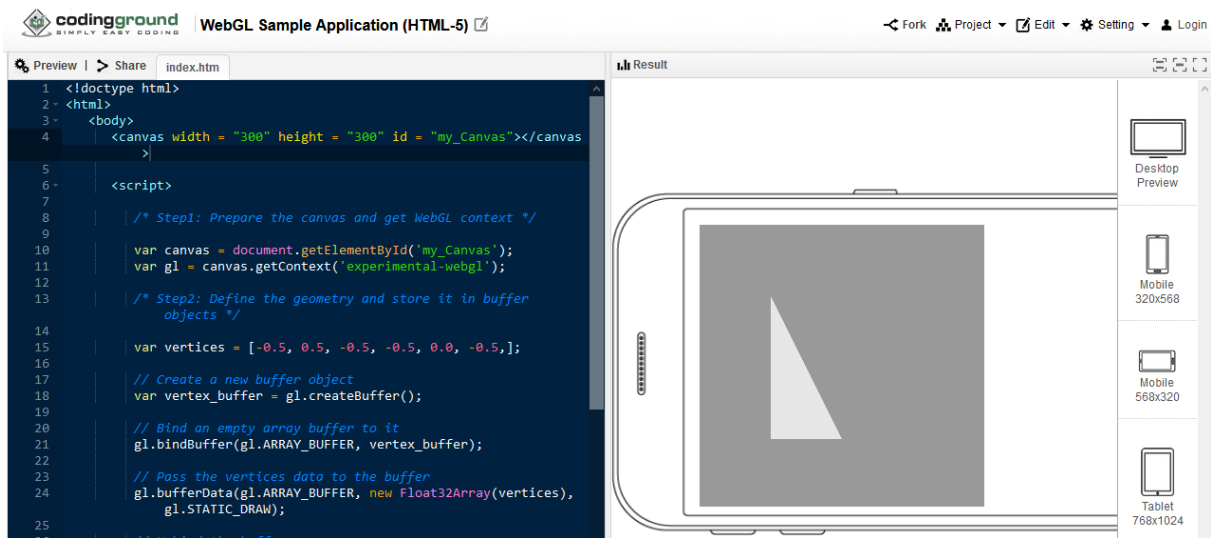 codingground
SIMPLY EASY CODING
WebGL Sample Application (HTML-5)
Fork Project Edit Setting Login
Preview | Share index.htm
Result
1 <!doctype html>
2 <html>
3 <body>
4 <canvas width = "300" height = "300" id = "my_Canvas"></canvas
>
5
6 <script>
7
8 /* Step1: Prepare the canvas and get WebGL context */
9
10 var canvas = document.getElementById('my_Canvas');
11 var gl = canvas.getContext('experimental-webgl');
12
13 /* Step2: Define the geometry and store it in buffer
objects */
14
15 var vertices = [-0.5, 0.5, -0.5, -0.5, 0.0, -0.5,];
16
17 // Create a new buffer object
18 var vertex_buffer = gl.createBuffer();
19
20 // Bind an empty array buffer to it
21 gl.bindBuffer(gl.ARRAY_BUFFER, vertex_buffer);
22
23 // Pass the vertices data to the buffer
24 gl.bufferData(gl.ARRAY_BUFFER, new Float32Array(vertices),
gl.STATIC_DRAW);
25
Desktop
Preview
Mobile
320x568
Mobile
568x320
Tablet
768x1024